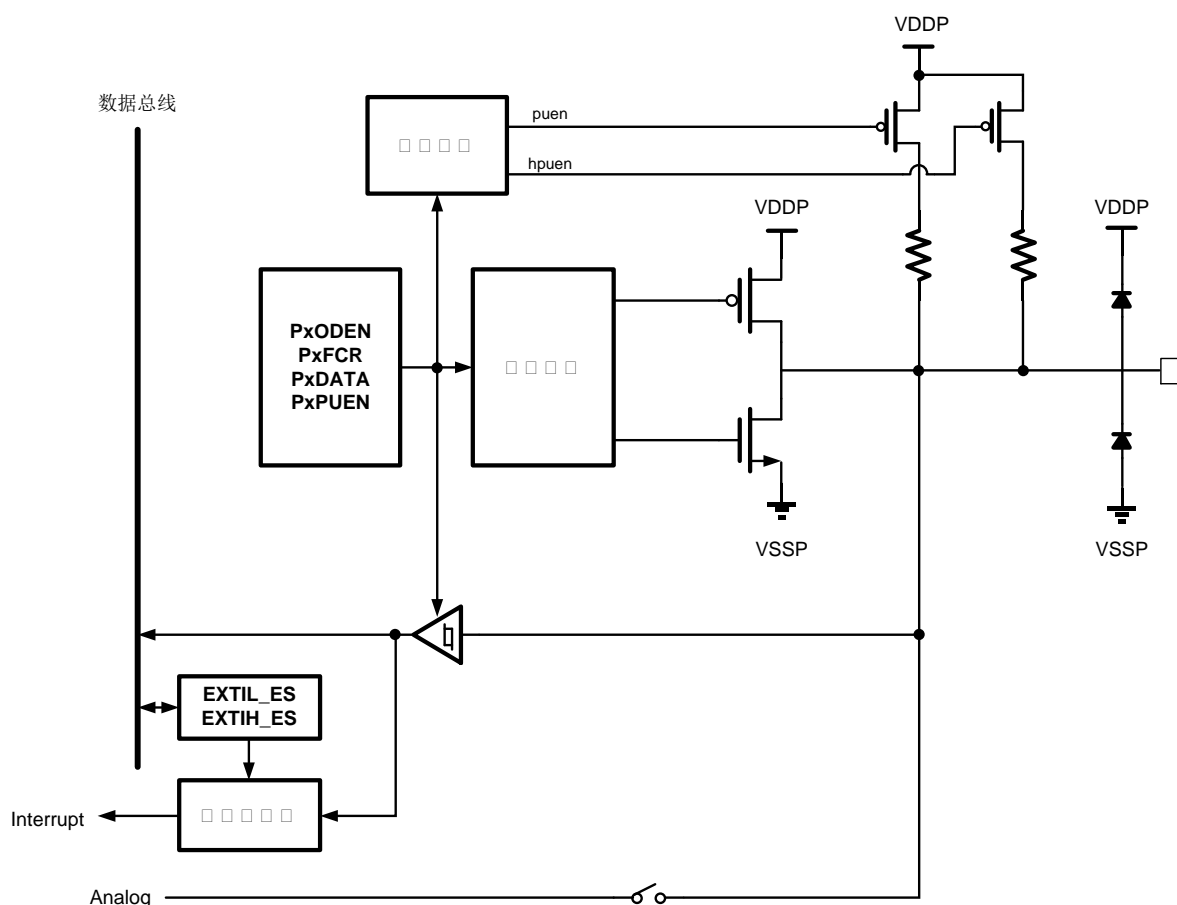 VDDP
数据总线
puen
hpuen
VDDP
VDDP
PxODEN
PxFCR
PxDATA
PxPUEN
VSSP
VSSP
EXTIL_ES
EXTIH_ES
Interrupt
Analog